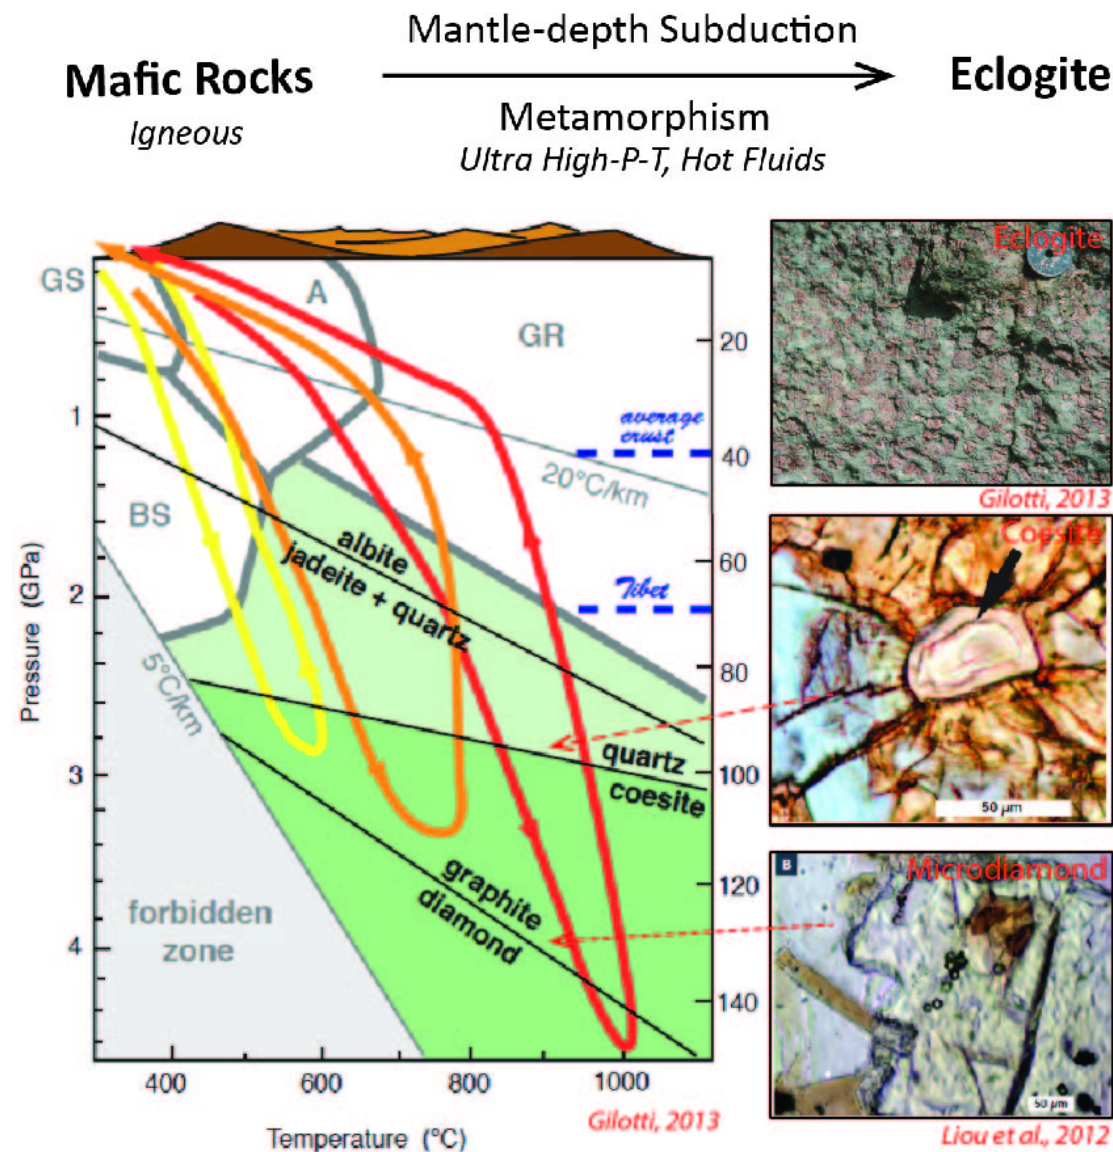 Mantle-depth Subduction
Mafic Rocks
Eclogite
Igneous
Metamorphism
Ultra High-P-T, Hot Fluids
GS
A
GR
BS
20
40
60
80
100
120
140
average
crust
20°C/km
Tibet
albite
jadeite + quartz
5°C/km
quartz
coesite
graphite
diamond
forbidden
zone
1
2
3
4
Pressure (GPa)
400
600
800
1000
Temperature (°C)
Gilotti, 2013
Eclogite
Gilotti, 2013
Coesite
50 µm
B
Microdiamond
50 µm
Liou et al., 2012